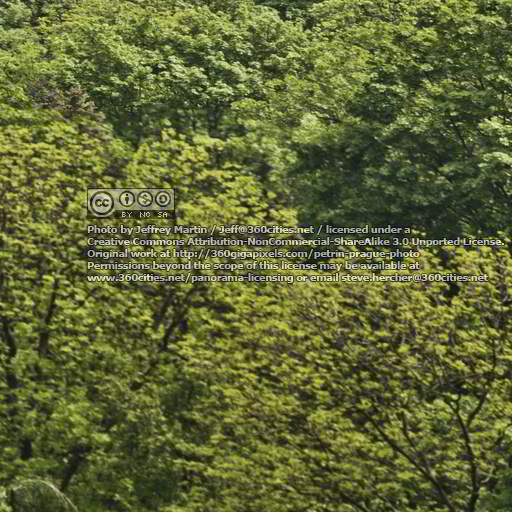 cc
BY NC SA
Photo by Jeffrey Martin / Jeff@360cities.net / licensed under a
Creative Commons Attribution-NonCommercial-ShareAlike 3.0 Unported License.
Original work at http://360gigapixels.com/petrin-prague-photo
Permissions beyond the scope of this license may be available at
www.360cities.net/panorama-licensing or email steve.hercher@360cities.net